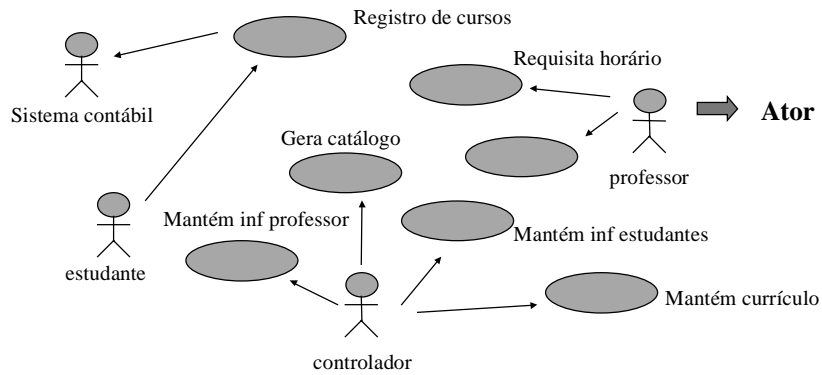 Registro de cursos
Requisita horário
Sistema contábil
Ator
Gera catálogo
professor
Mantém inf professor
Mantém inf estudantes
estudante
Mantém currículo
controlador